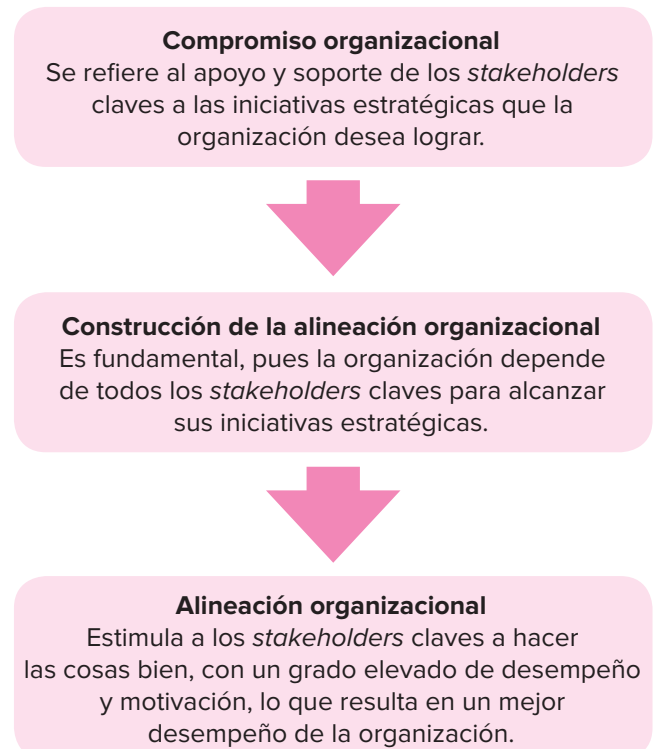 Compromiso organizacional
Se refiere al apoyo y soporte de los stakeholders
claves a las iniciativas estratégicas que la
organización desea lograr.
Construcción de la alineación organizacional
Es fundamental, pues la organización depende
de todos los stakeholders claves para alcanzar
sus iniciativas estratégicas.
Alineación organizacional
Estimula a los stakeholders claves a hacer
las cosas bien, con un grado elevado de desempeño
y motivación, lo que resulta en un mejor
desempeño de la organización.